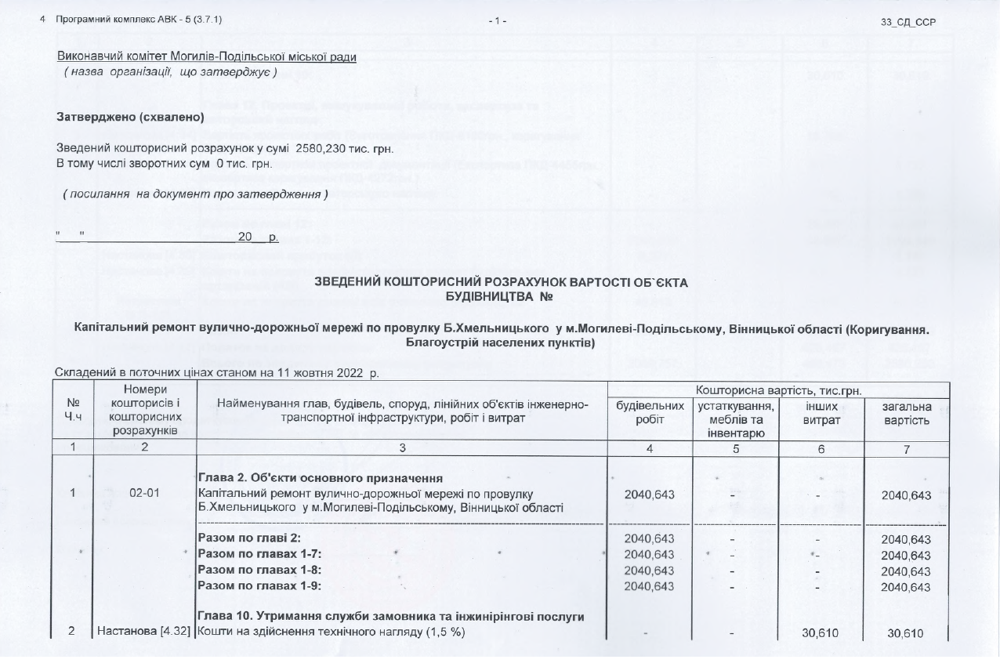 4 Програмний комплекс АВК - 5 (3.7.1) - 1 - 33_СД_ССР
Виконавчий комітет Могилів-Подільської міської ради
( назва організації, що затверджує )
Затверджено (схвалено)
Зведений кошторисний розрахунок у сумі 2580,230 тис. грн.
В тому числі зворотних сум 0 тис. грн.
( посилання на документ про затвердження )
" " 20 р.
ЗВЕДЕНИЙ КОШТОРИСНИЙ РОЗРАХУНОК ВАРТОСТІ ОБ`ЄКТА
БУДІВНИЦТВА №
Капітальний ремонт вулично-дорожньої мережі по провулку Б.Хмельницького у м.Могилеві-Подільському, Вінницької області (Коригування.
Благоустрій населених пунктів)
Складений в поточних цінах станом на 11 жовтня 2022 р.
№
Ч.ч
Номери
кошторисів і
кошторисних
розрахунків
Найменування глав, будівель, споруд, лінійних об'єктів інженерно-
транспортної інфраструктури, робіт і витрат
Кошторисна вартість, тис.грн.
будівельних
робіт
устаткування,
меблів та
інвентарю
інших
витрат
загальна
вартість
1 2 3 4 5 6 7
Глава 2. Об'єкти основного призначення
1 02-01 Капітальний ремонт вулично-дорожньої мережі по провулку 2040,643 - - 2040,643
Б.Хмельницького у м.Могилеві-Подільському, Вінницької області
Разом по главі 2: 2040,643 - - 2040,643
Разом по главах 1-7: 2040,643 - - 2040,643
Разом по главах 1-8: 2040,643 - - 2040,643
Разом по главах 1-9: 2040,643 - - 2040,643
Глава 10. Утримання служби замовника та інжинірінгові послуги
2 Настанова [4.32] Кошти на здійснення технічного нагляду (1,5 %) - - 30,610 30,610